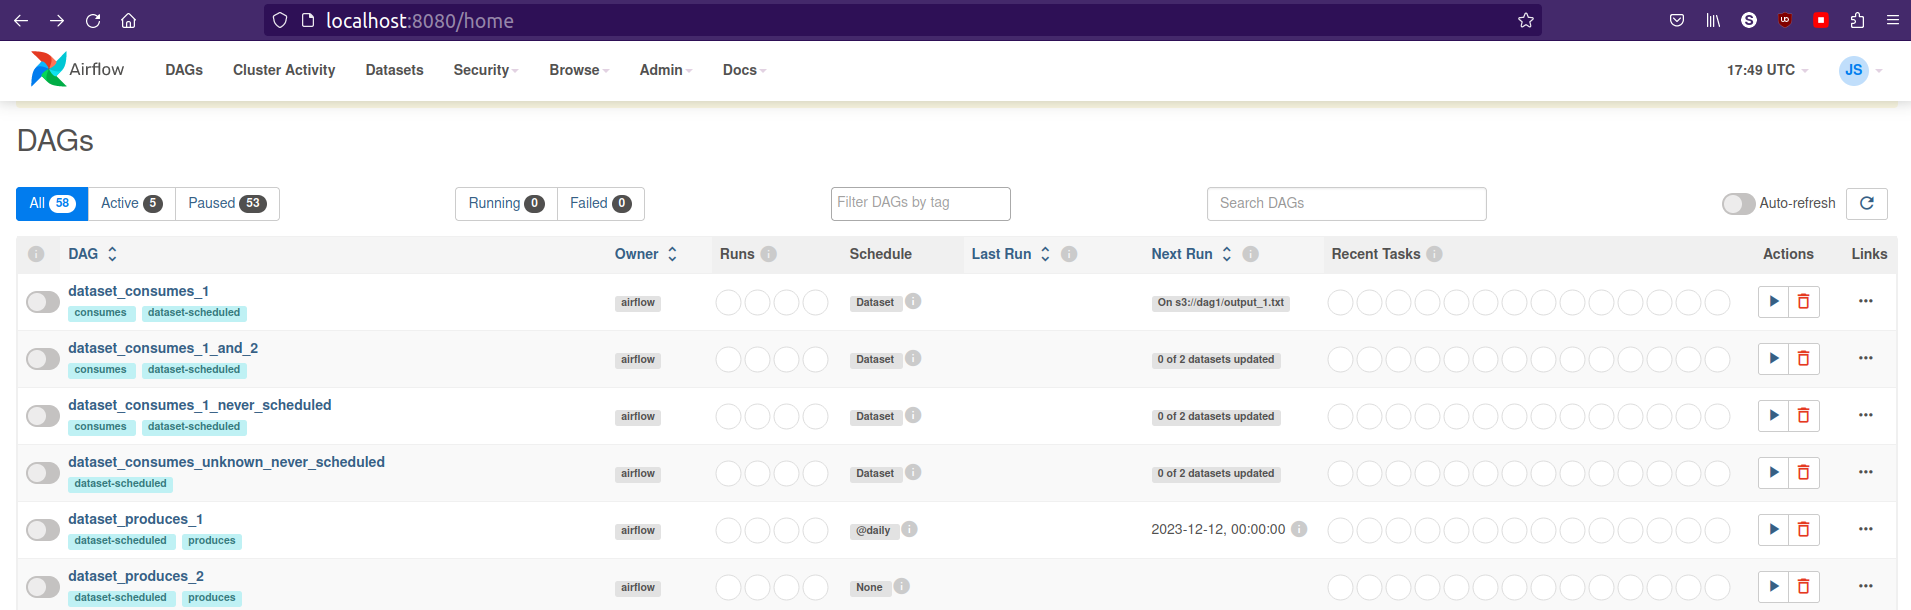 localhost:8080/home
S
UD
Airflow DAGs Cluster Activity Datasets Security Browse Admin Docs 17:49 UTC JS
DAGs
All 58 Active 5 Paused 53 Running 0 Failed 0 Filter DAGs by tag Search DAGs Auto-refresh
i DAG Owner Runs i Schedule Last Run i Next Run i Recent Tasks i Actions Links
dataset_consumes_1
consumes dataset-scheduled
airflow Dataset i On s3://dag1/output_1.txt
dataset_consumes_1_and_2
consumes dataset-scheduled
airflow Dataset i 0 of 2 datasets updated
dataset_consumes_1_never_scheduled
consumes dataset-scheduled
airflow Dataset i 0 of 2 datasets updated
dataset_consumes_unknown_never_scheduled
dataset-scheduled
airflow Dataset i 0 of 2 datasets updated
dataset_produces_1
dataset-scheduled produces
airflow @daily i 2023-12-12, 00:00:00 i
dataset_produces_2
dataset-scheduled produces
airflow None i